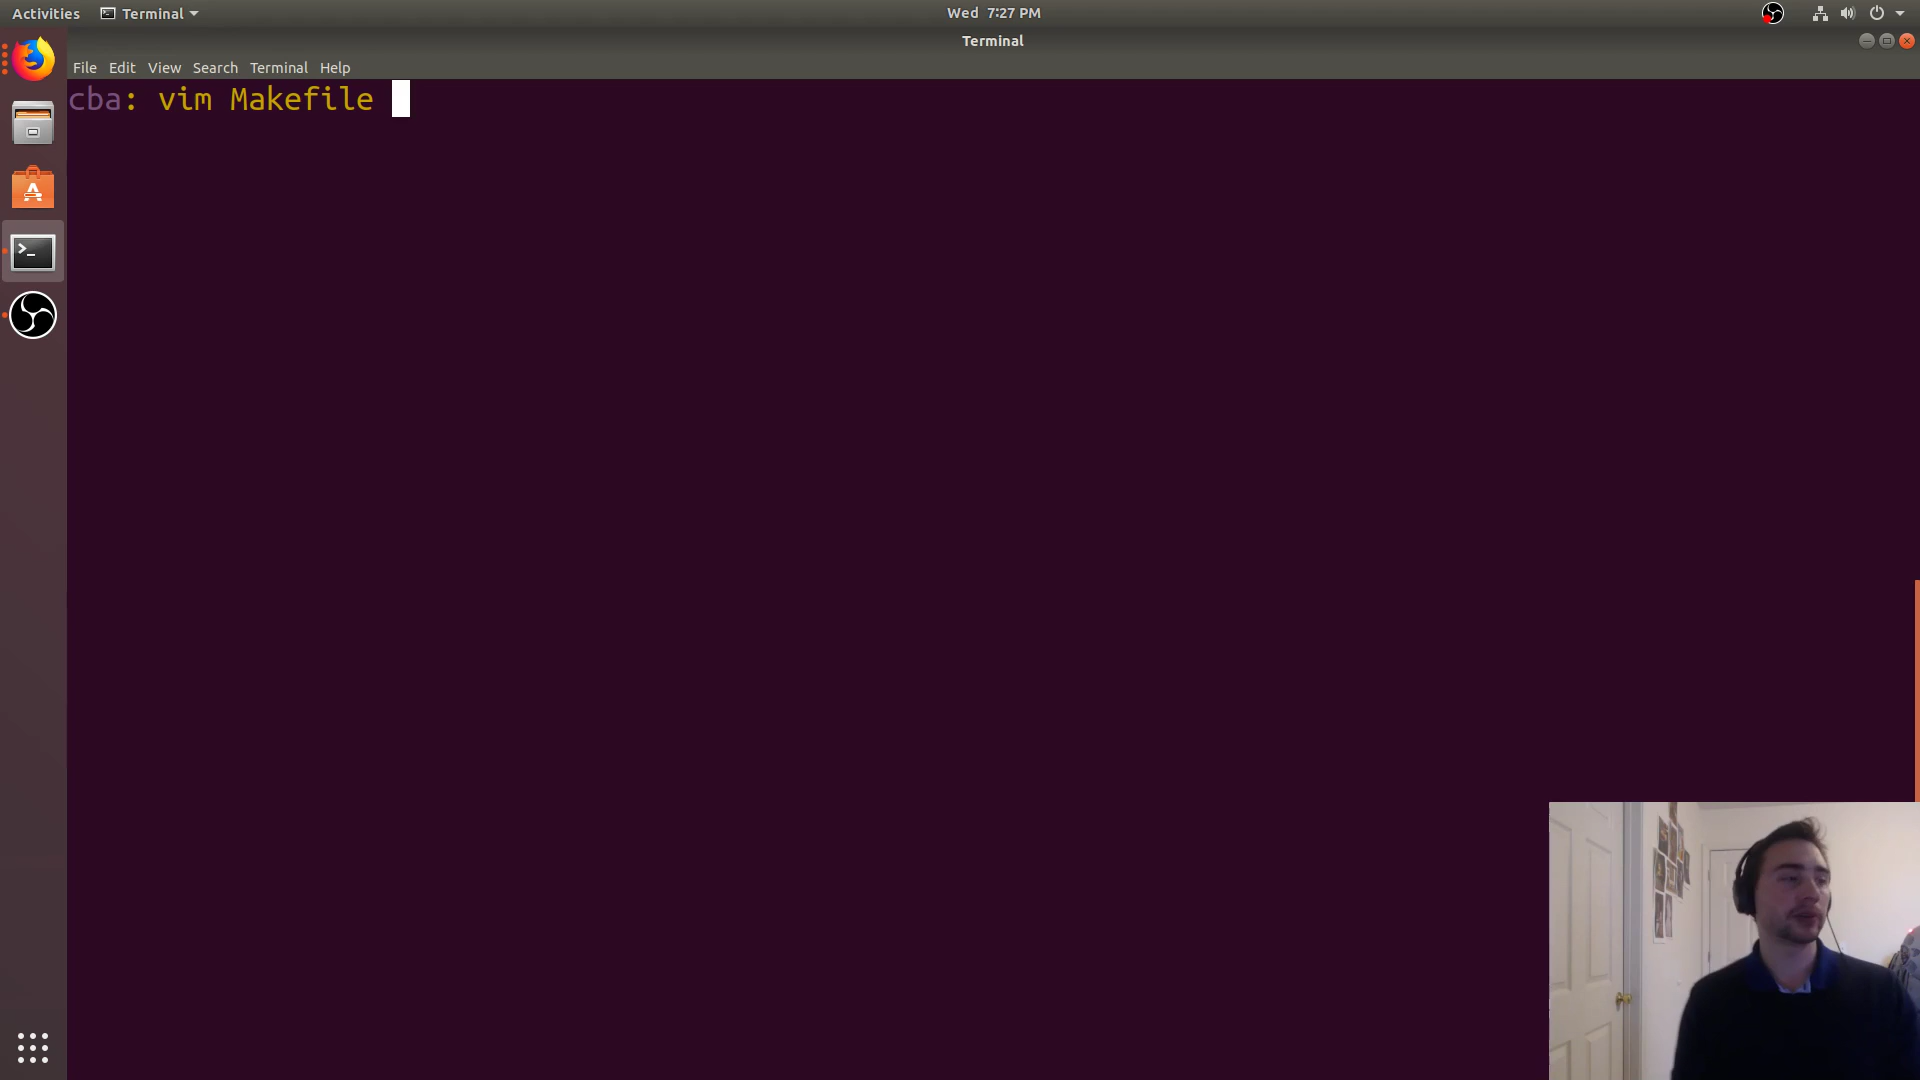 Activities Terminal Wed 7:27 PM
Terminal
File Edit View Search Terminal Help
cba: vim Makefile